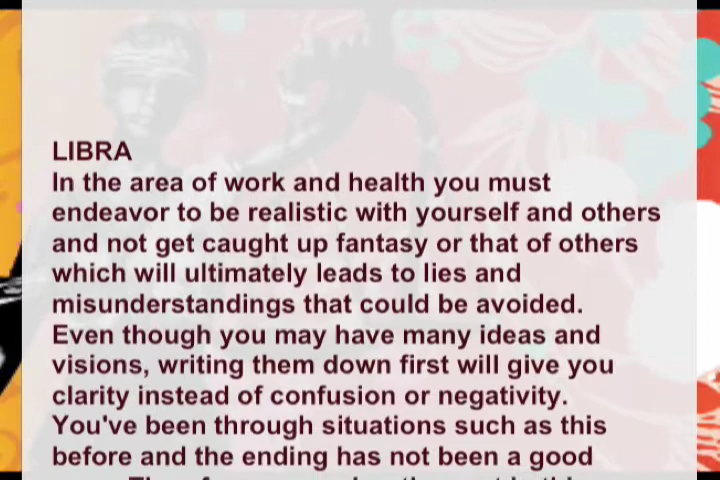 LIBRA
In the area of work and health you must
endeavor to be realistic with yourself and others
and not get caught up fantasy or that of others
which will ultimately leads to lies and
misunderstandings that could be avoided.
Even though you may have many ideas and
visions, writing them down first will give you
clarity instead of confusion or negativity.
You've been through situations such as this
before and the ending has not been a good